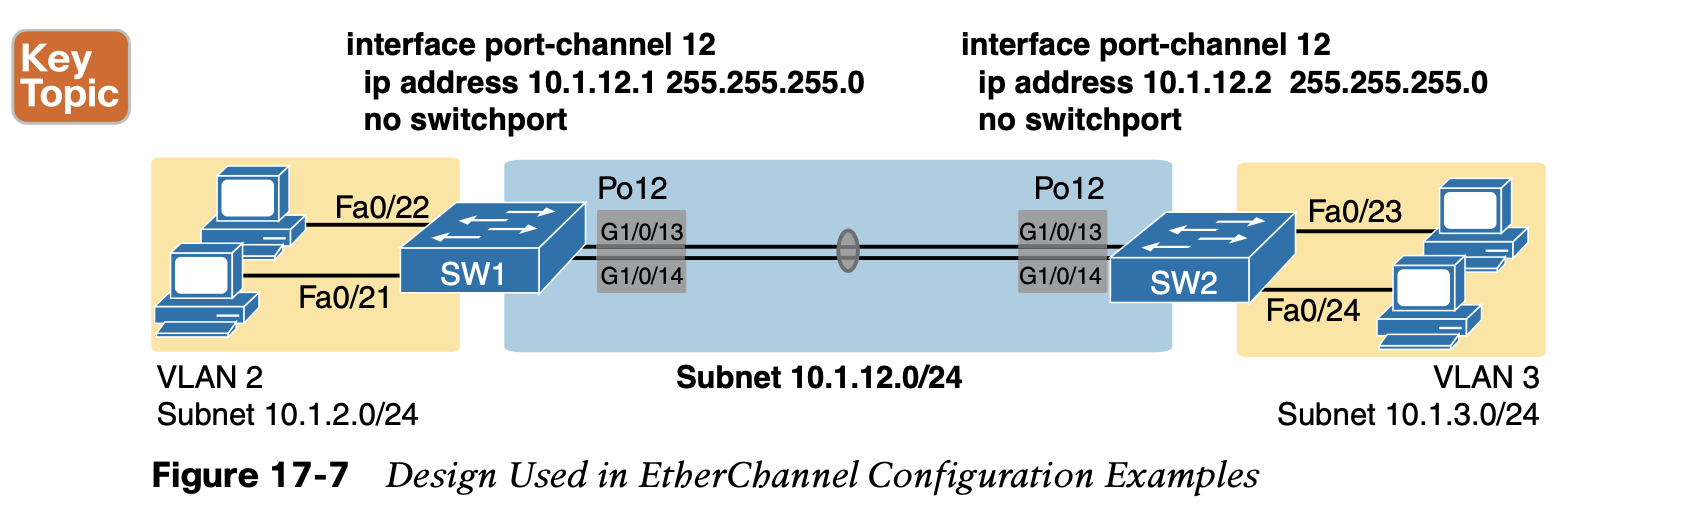 Key
Topic
interface port-channel 12
ip address 10.1.12.1 255.255.255.0
no switchport
interface port-channel 12
ip address 10.1.12.2  255.255.255.0
no switchport
Fa0/22
Fa0/21
SW1
Po12
G1/0/13
G1/0/14
Po12
G1/0/13
G1/0/14
SW2
Fa0/23
Fa0/24
VLAN 2
Subnet 10.1.2.0/24
Subnet 10.1.12.0/24
VLAN 3
Subnet 10.1.3.0/24
Figure 17-7 Design Used in EtherChannel Configuration Examples